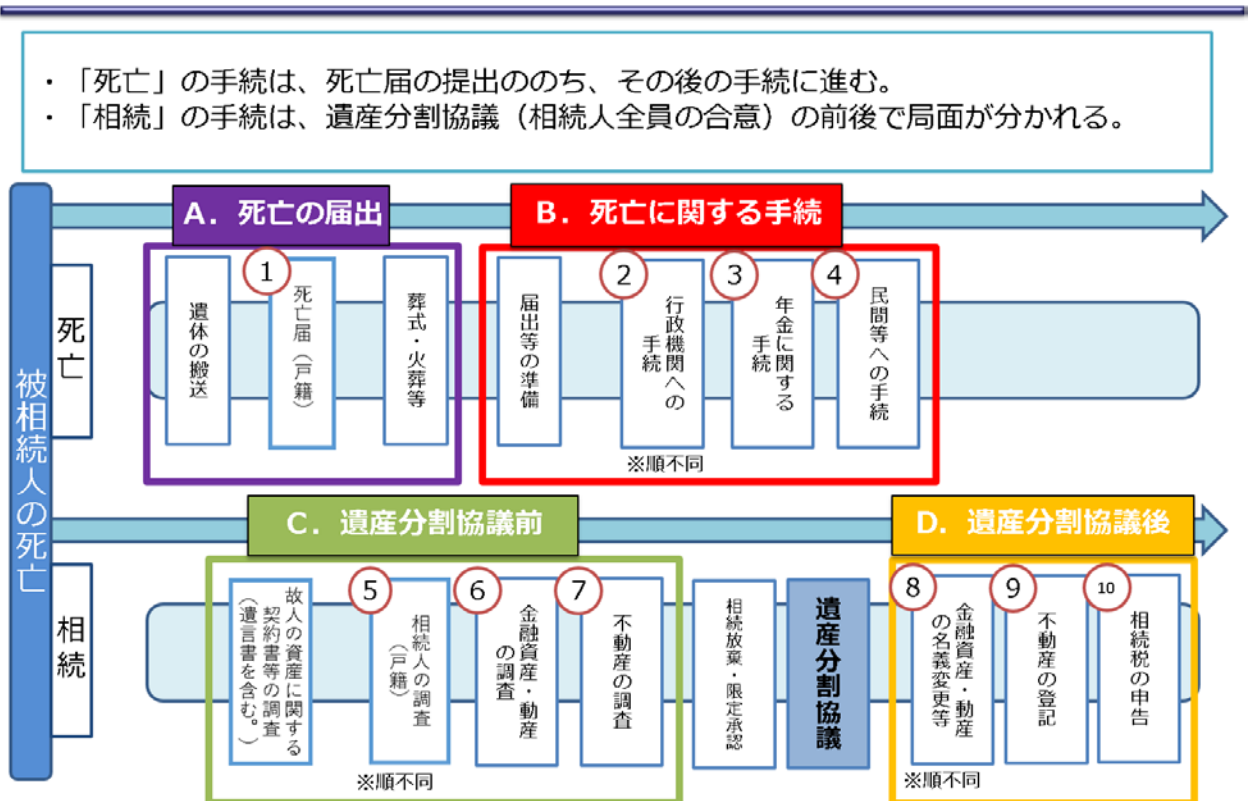 ・「死亡」の手続は、死亡届の提出ののち、その後の手続に進む。
・「相続」の手続は、遺産分割協議（相続人全員の合意）の前後で局面が分かれる。
被相続人の死亡
A．死亡の届出
B．死亡に関する手続
死亡
遺体の搬送
①
死亡届（戸籍）
葬式・火葬等
届出等の準備
②
行政機関への
手続
③
年金に関する
手続
④
民間等への手続
※順不同
C．遺産分割協議前
D．遺産分割協議後
相続
故人の資産に関する
契約書等の調査
（遺言書を含む。）
⑤
相続人の調査
（戸籍）
⑥
金融資産・動産
の調査
⑦
不動産の調査
※順不同
相続放棄・限定承認
遺産分割協議
⑧
金融資産・動産
の名義変更等
⑨
不動産の登記
⑩
相続税の申告
※順不同